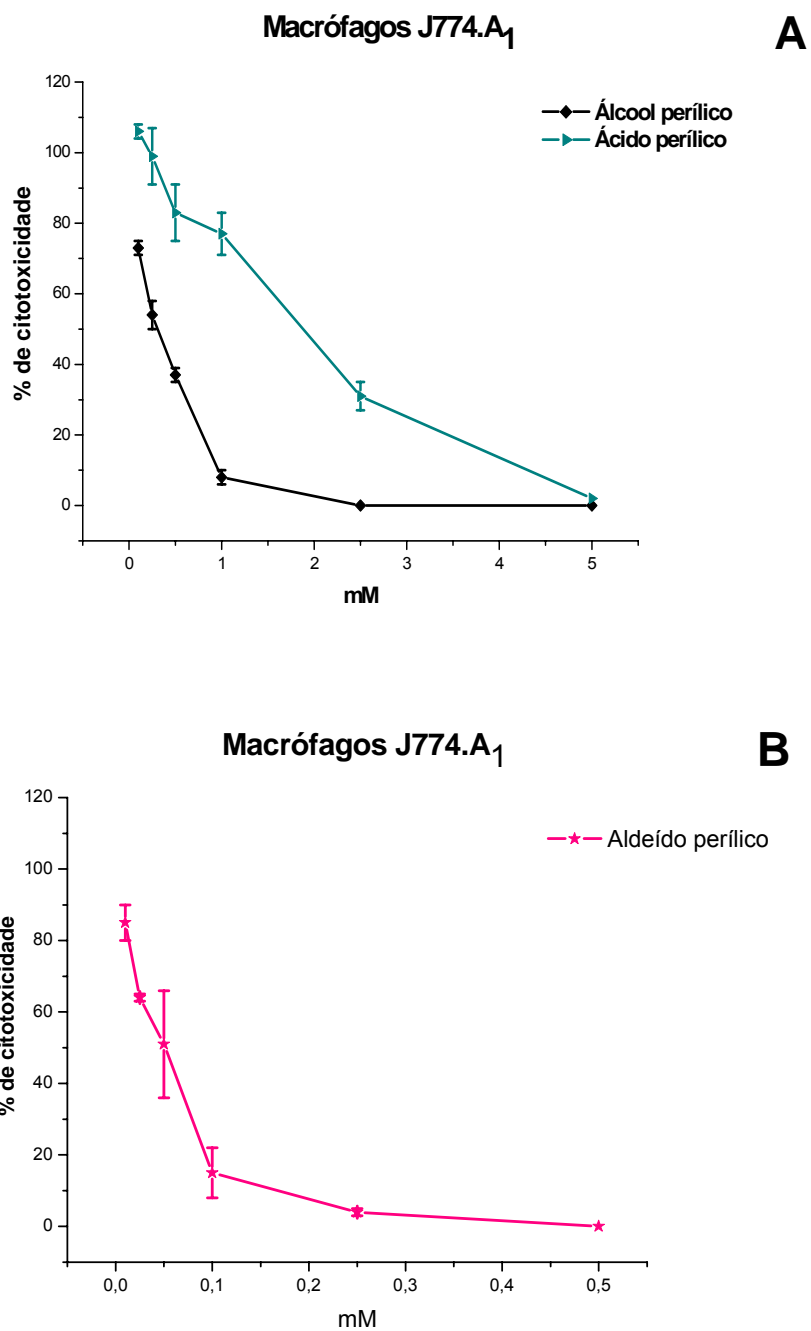 Macrófagos J774.A1
A
Álcool perílico
Ácido perílico
% de citotoxicidade
120
100
80
60
40
20
0
0 1 2 3 4 5
mM
Macrófagos J774.A1
B
Aldeído perílico
% de citotoxicidade
120
100
80
60
40
20
0
0,0 0,1 0,2 0,3 0,4 0,5
mM